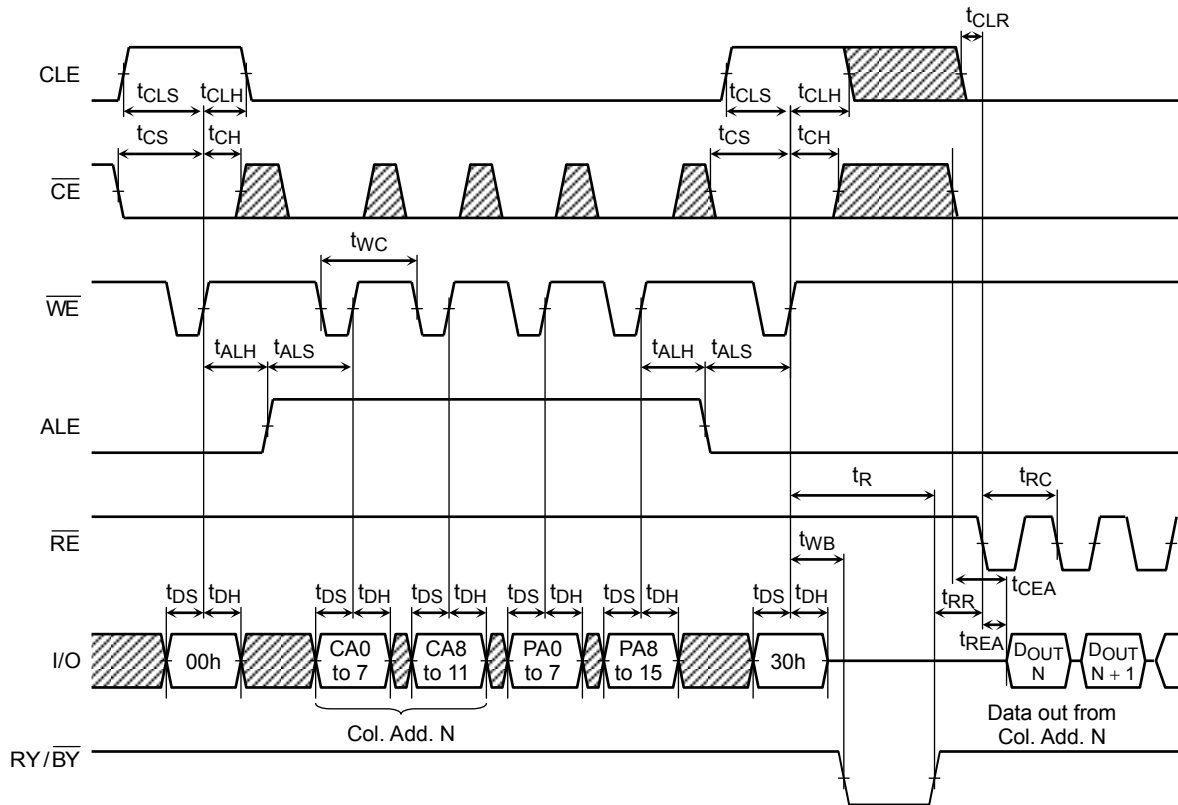 tCLR
CLE
tCLS tCLH tCLS tCLH
tCS tCH tCS tCH
CE
tWC
WE
tALH tALS tALH tALS
ALE
tR tRC
RE
tWB
tDS tDH tDS tDH tDS tDH tDS tDH tDS tDH tDS tDH tRR tCEA
tREA
I/O 00h CA0 to 7 CA8 to 11 PA0 to 7 PA8 to 15 30h DOUT N DOUT N + 1
Col. Add. N
Data out from
Col. Add. N
RY/BY